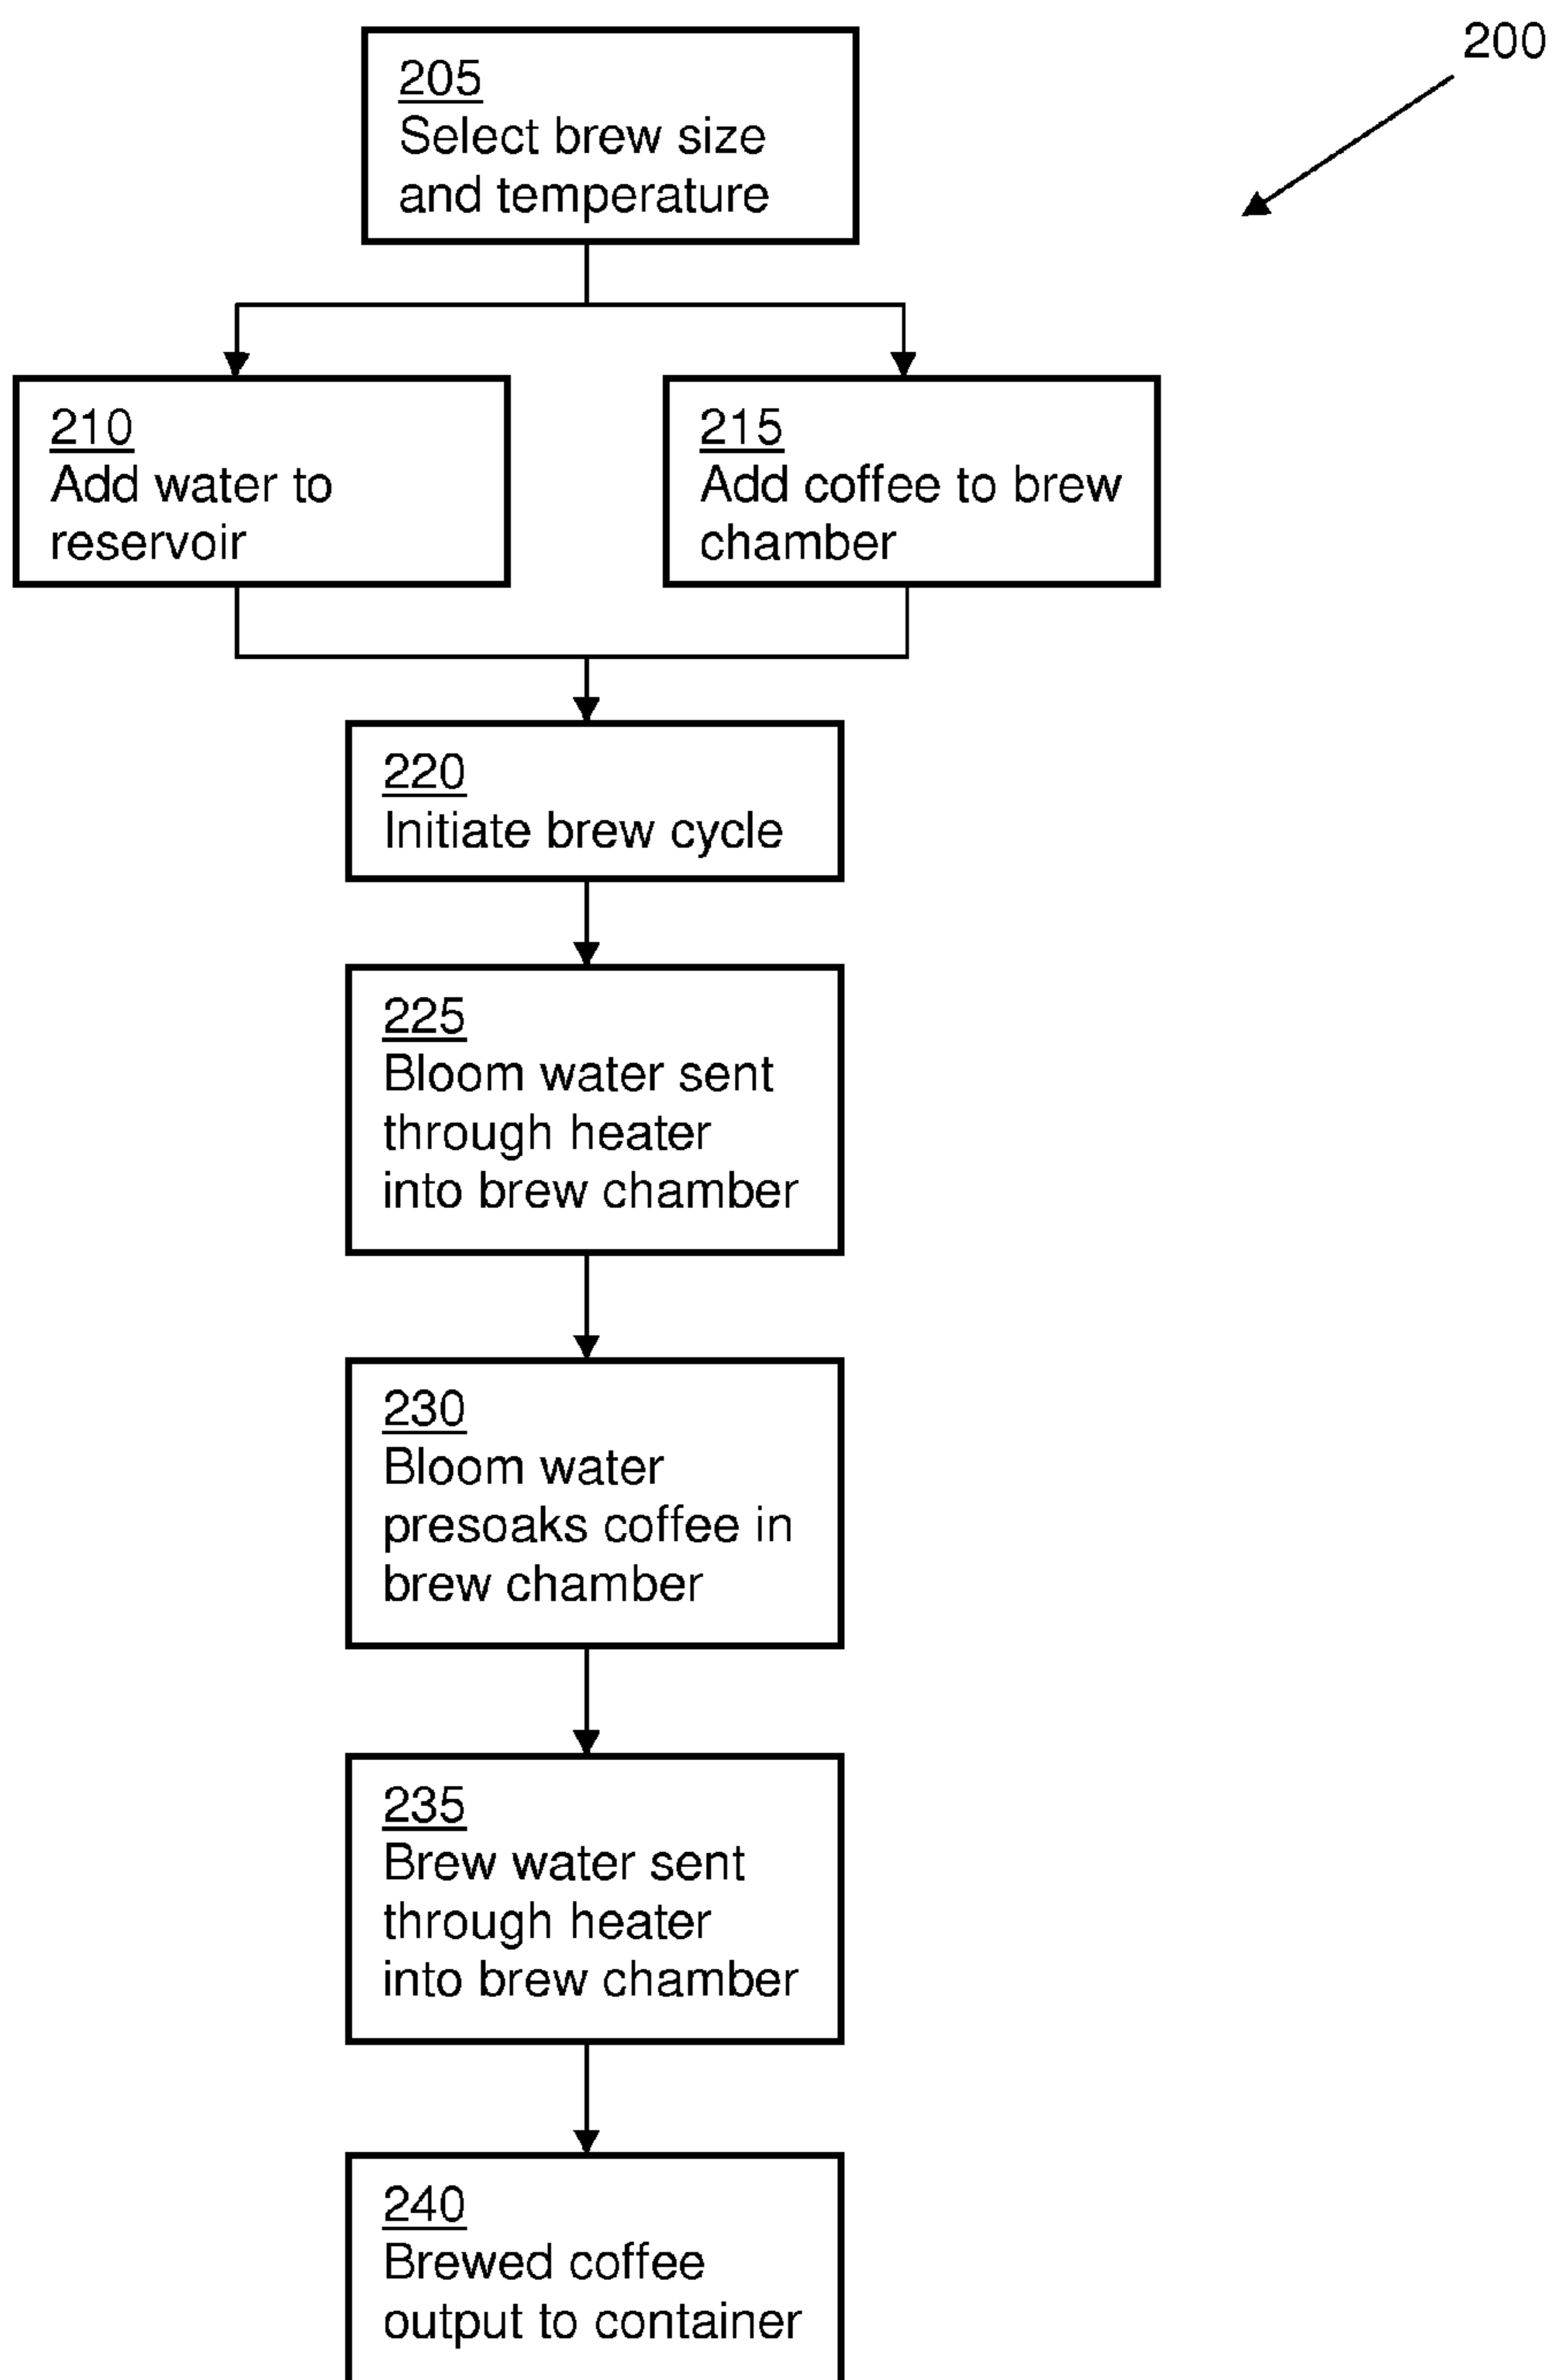 200
205
Select brew size
and temperature
210
Add water to
reservoir
215
Add coffee to brew
chamber
220
Initiate brew cycle
225
Bloom water sent
through heater
into brew chamber
230
Bloom water
presoaks coffee in
brew chamber
235
Brew water sent
through heater
into brew chamber
240
Brewed coffee
output to container